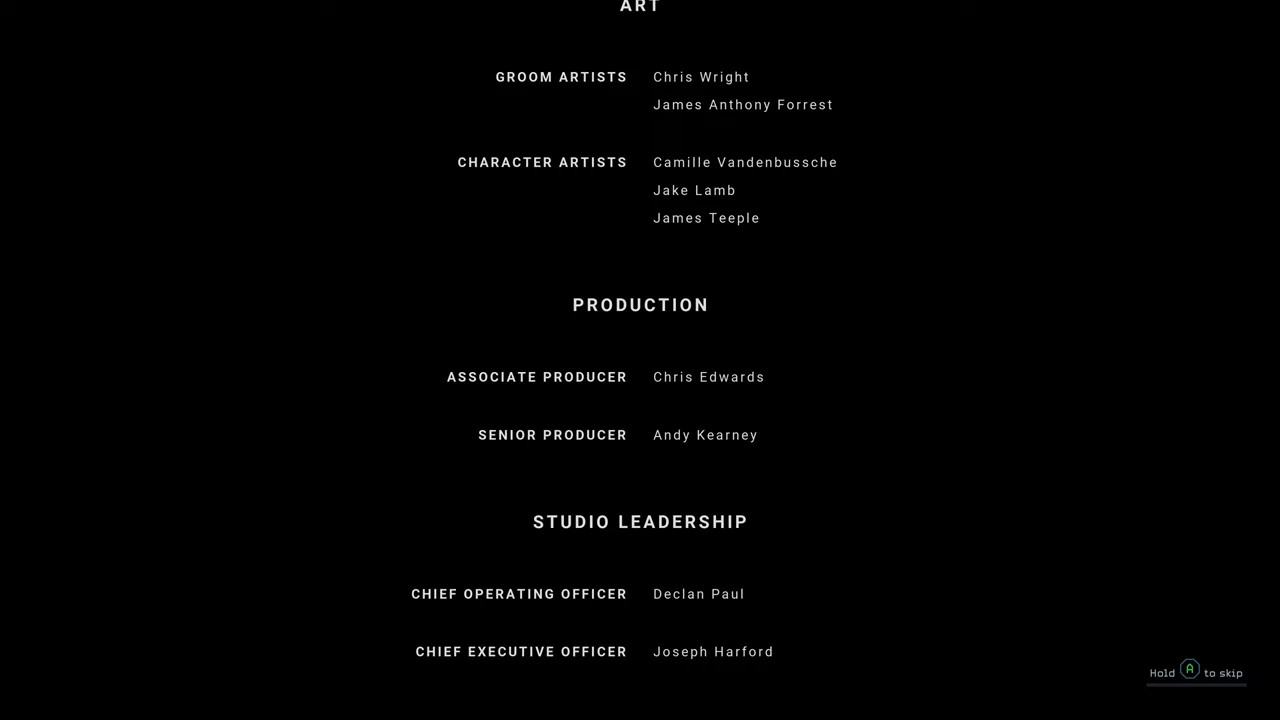 ART
GROOM ARTISTS Chris Wright
James Anthony Forrest
CHARACTER ARTISTS Camille Vandenbussche
Jake Lamb
James Teeple
PRODUCTION
ASSOCIATE PRODUCER Chris Edwards
SENIOR PRODUCER Andy Kearney
STUDIO LEADERSHIP
CHIEF OPERATING OFFICER Declan Paul
CHIEF EXECUTIVE OFFICER Joseph Harford
Hold A to skip